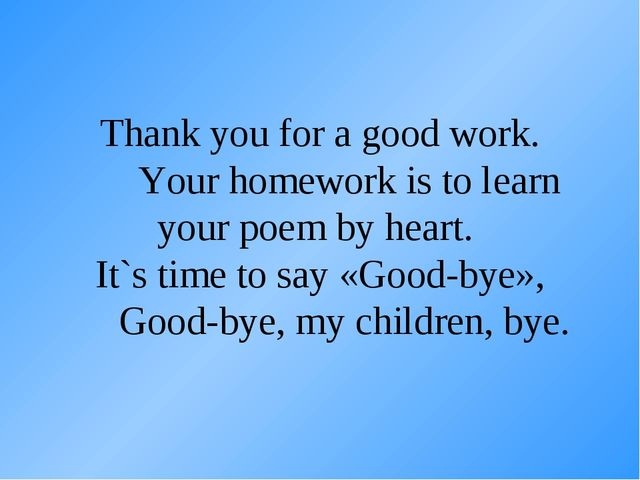 Thank you for a good work.
Your homework is to learn
your poem by heart.
It`s time to say «Good-bye»,
Good-bye, my children, bye.